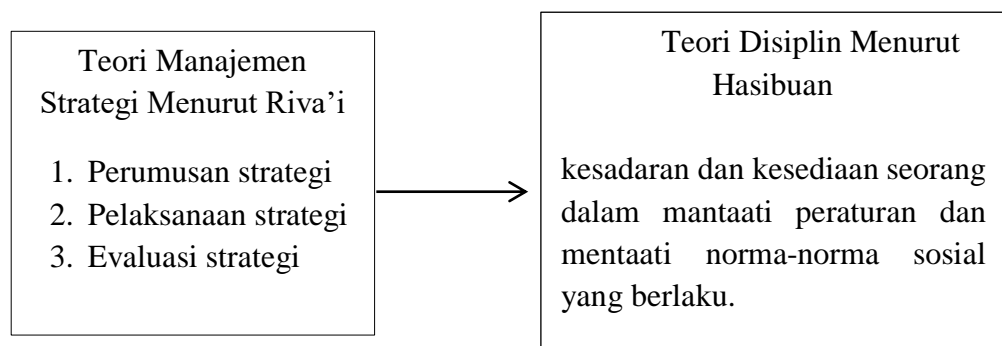 Teori Manajemen
Strategi Menurut Riva’i
1. Perumusan strategi
2. Pelaksanaan strategi
3. Evaluasi strategi
Teori Disiplin Menurut
Hasibuan
kesadaran dan kesediaan seorang
dalam mantaati peraturan dan
mentaati norma-norma sosial
yang berlaku.